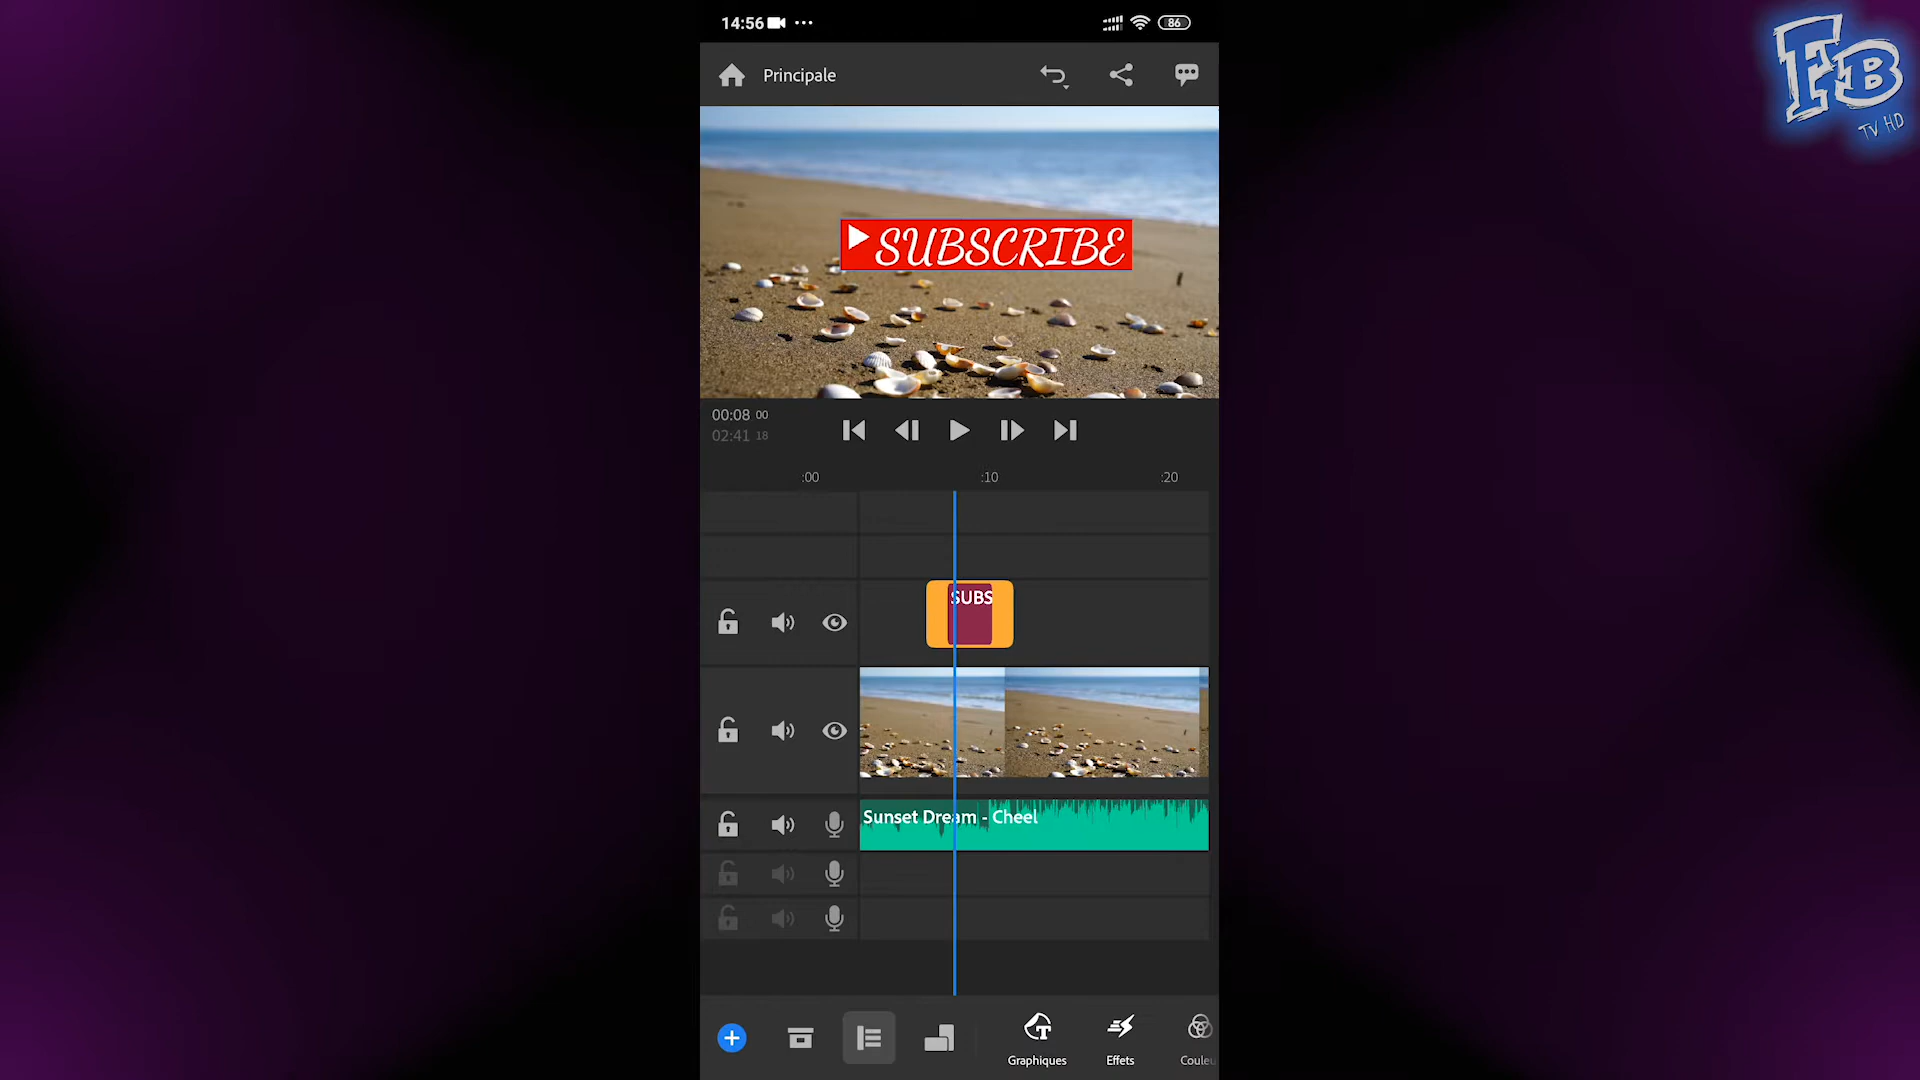 14:56
86
FB
TV HD
Principale
SUBSCRIBE
00:08 00
02:41 18
:00
:10
:20
SUBS
Sunset Dream - Cheel
Graphiques
Effets
Couleu